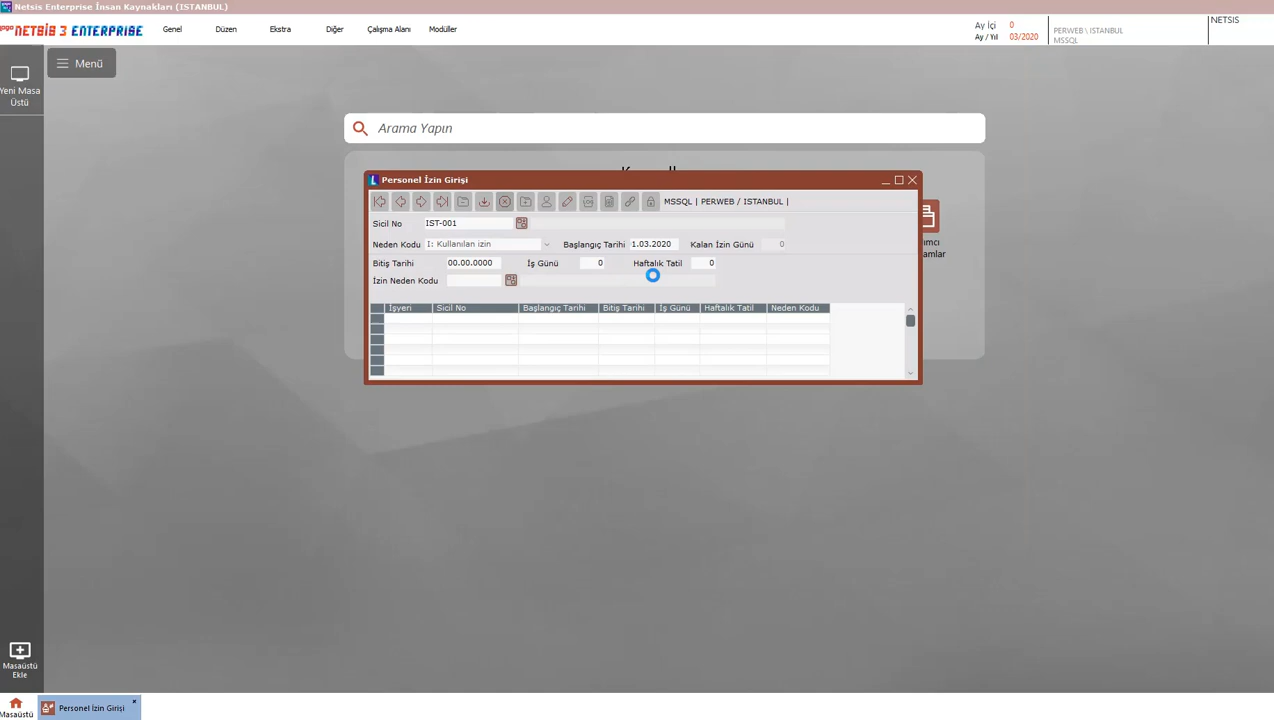 Netsis Enterprise İnsan Kaynakları (ISTANBUL)
logo NETSİS 3 ENTERPRISE
Genel Düzen Ekstra Diğer Çalışma Alanı Modüller
Ay İçi 0
Ay / Yıl 03/2020
PERWEB \ ISTANBUL
MSSQL
NETSIS
Menü
Yeni Masa
Üstü
Arama Yapın
Personel İzin Girişi
MSSQL | PERWEB / ISTANBUL |
Sicil No IST-001
Neden Kodu I: Kullanılan izin Başlangıç Tarihi 1.03.2020 Kalan İzin Günü 0
Bitiş Tarihi 00.00.0000 İş Günü 0 Haftalık Tatil 0
İzin Neden Kodu
İşyeri Sicil No Başlangıç Tarihi Bitiş Tarihi İş Günü Haftalık Tatil Neden Kodu
Masaüstü
Ekle
Masaüstü
Personel İzin Girişi